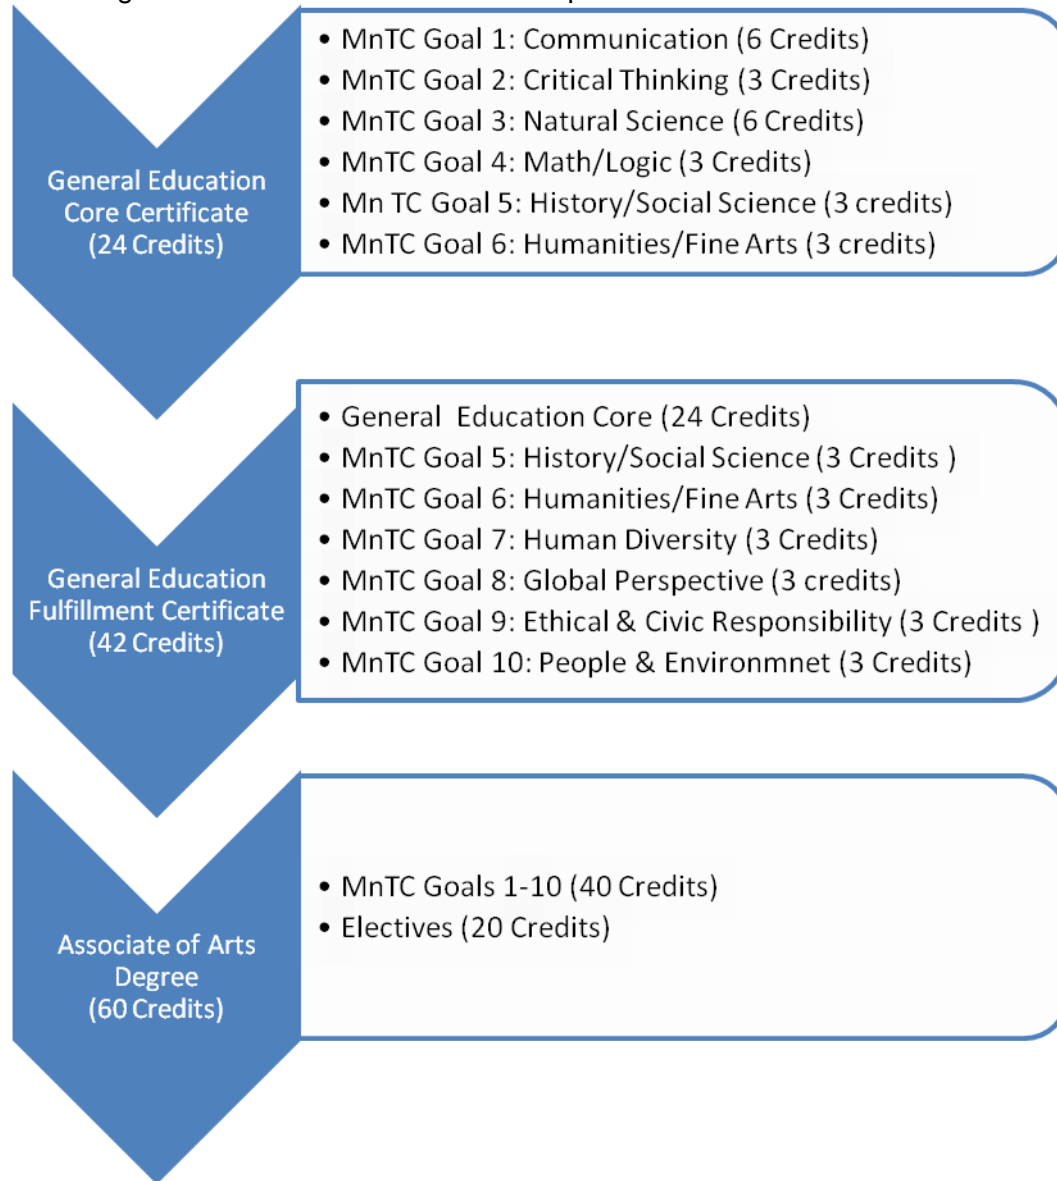 General Education
Core Certificate
(24 Credits)
• MnTC Goal 1: Communication (6 Credits)
• MnTC Goal 2: Critical Thinking (3 Credits)
• MnTC Goal 3: Natural Science (6 Credits)
• MnTC Goal 4: Math/Logic (3 Credits)
• Mn TC Goal 5: History/Social Science (3 credits)
• MnTC Goal 6: Humanities/Fine Arts (3 credits)
General Education
Fulfillment Certificate
(42 Credits)
• General Education Core (24 Credits)
• MnTC Goal 5: History/Social Science (3 Credits )
• MnTC Goal 6: Humanities/Fine Arts (3 Credits)
• MnTC Goal 7: Human Diversity (3 Credits)
• MnTC Goal 8: Global Perspective (3 credits)
• MnTC Goal 9: Ethical & Civic Responsibility (3 Credits )
• MnTC Goal 10: People & Environmnet (3 Credits)
Associate of Arts
Degree
(60 Credits)
• MnTC Goals 1-10 (40 Credits)
• Electives (20 Credits)